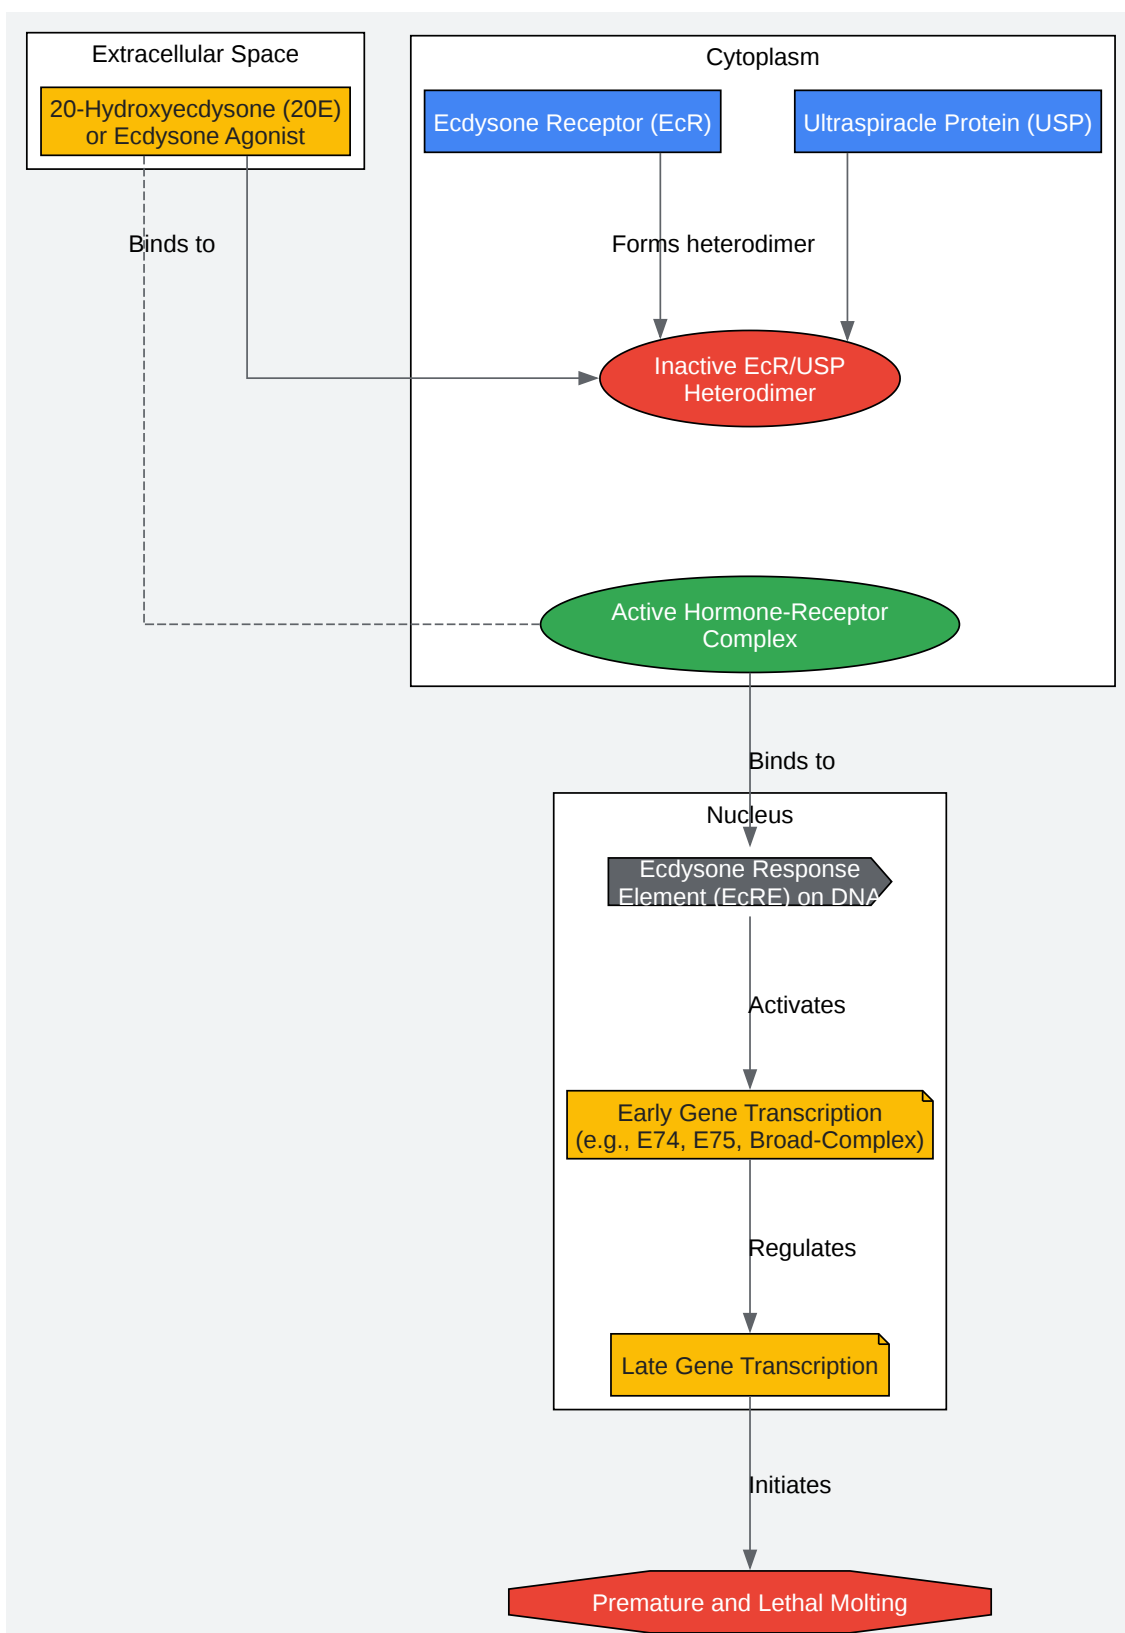 Extracellular Space
20-Hydroxyecdysone (20E)
or Ecdysone Agonist
Cytoplasm
Ecdysone Receptor (EcR)
Ultraspiracle Protein (USP)
Binds to
Forms heterodimer
Inactive EcR/USP
Heterodimer
Active Hormone-Receptor
Complex
Binds to
Nucleus
Ecdysone Response
Element (EcRE) on DNA
Activates
Early Gene Transcription
(e.g., E74, E75, Broad-Complex)
Regulates
Late Gene Transcription
Initiates
Premature and Lethal Molting